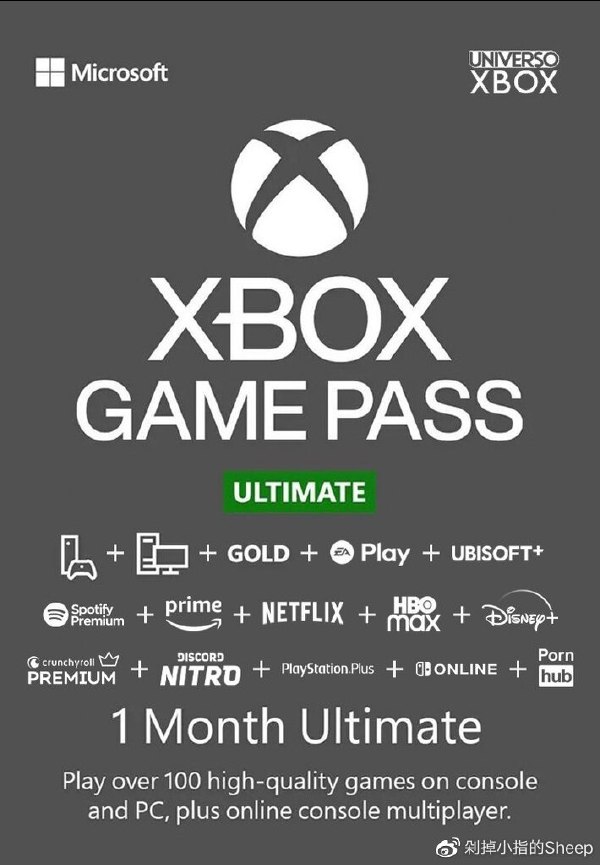 Microsoft
UNIVERSO
XBOX
XBOX
GAME PASS
ULTIMATE
+ + GOLD + EA Play + UBISOFT+
Spotify Premium + prime + NETFLIX + HBO max + Disney+
crunchyroll PREMIUM + DISCORD NITRO + PlayStation.Plus + ONLINE + Porn hub
1 Month Ultimate
Play over 100 high-quality games on console
and PC, plus online console multiplayer.
剁掉小指的Sheep